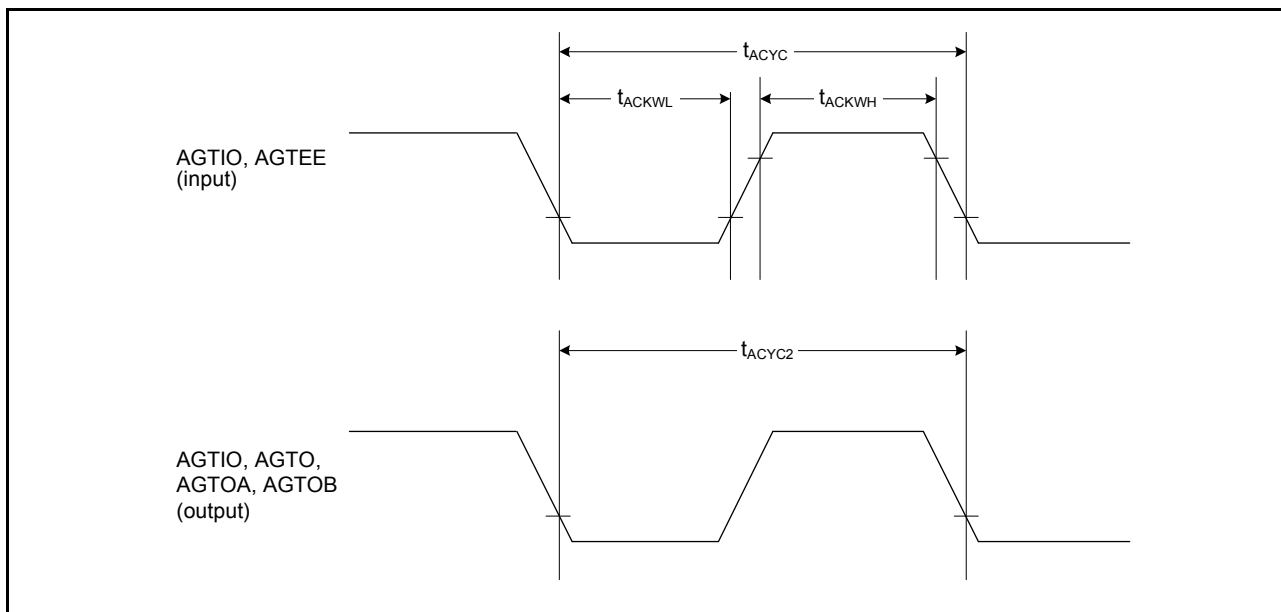 tACYC
tACKWL
tACKWH
AGTIO, AGTEE
(input)
tACYC2
AGTIO, AGTO,
AGTOA, AGTOB
(output)